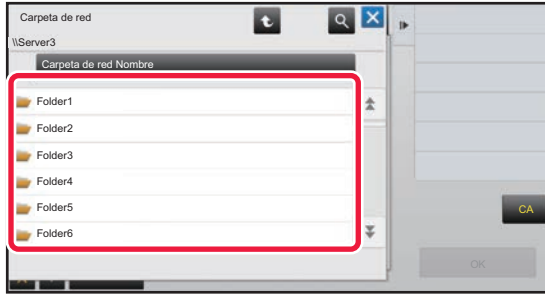 Carpeta de red
\\Server3
Carpeta de red Nombre
Folder1
Folder2
Folder3
Folder4
Folder5
Folder6
CA
OK